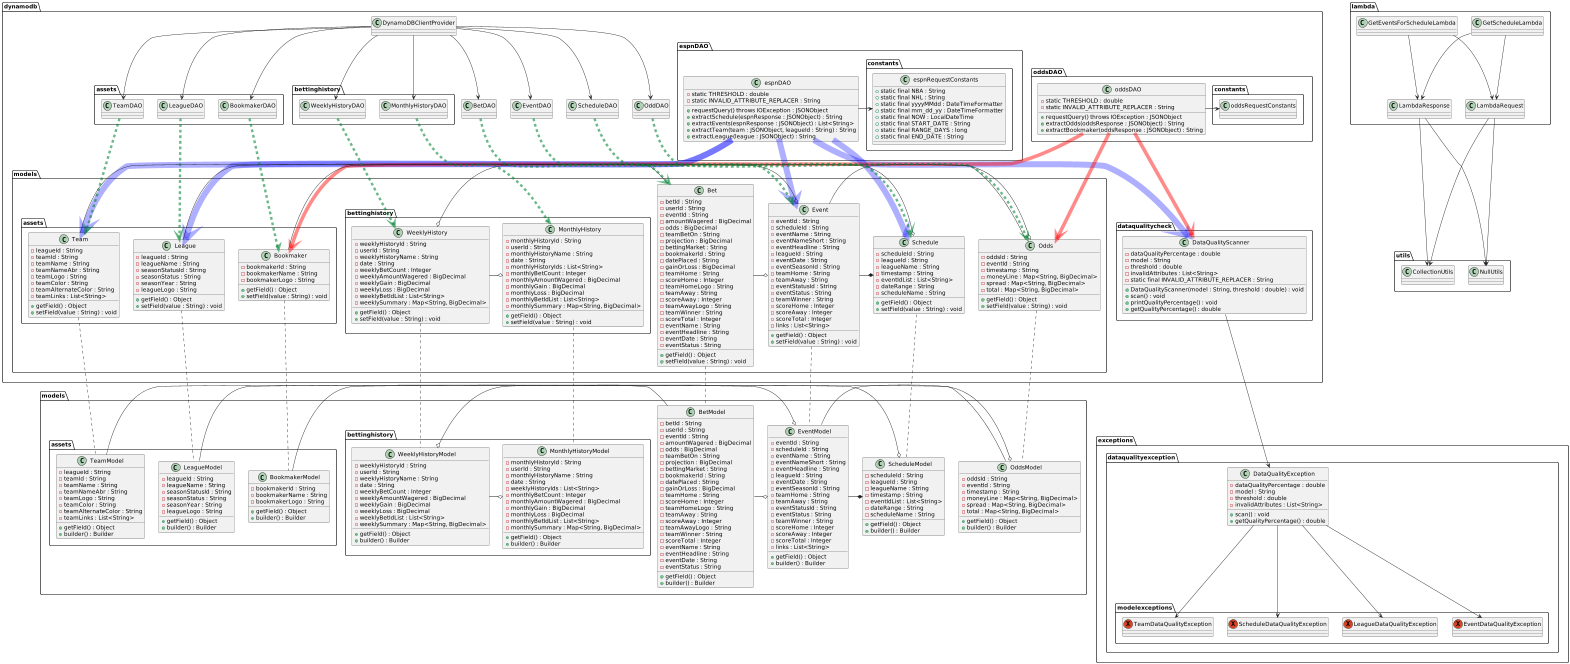 dynamodb
DynamoDBClientProvider
assets
TeamDAO
LeagueDAO
BookmakerDAO
bettinghistory
WeeklyHistoryDAO
MonthlyHistoryDAO
BetDAO
EventDAO
ScheduleDAO
OddDAO
espnDAO
espnDAO
static THRESHOLD : double
static INVALID_ATTRIBUTE_REPLACER : String
requestQuery() throws IOException : JSONObject
extractSchedule(espnResponse : JSONObject) : String
extractEvents(espnResponse : JSONObject) : List<String>
extractTeam(team : JSONObject, leagueId : String) : String
extractLeague(league : JSONObject) : String
constants
espnRequestConstants
static final NBA : String
static final NHL : String
static final yyyyMMdd : DateTimeFormatter
static final mm_dd_yy : DateTimeFormatter
static final NOW : LocalDateTime
static final START_DATE : String
static final RANGE_DAYS : long
static final END_DATE : String
oddsDAO
oddsDAO
static THRESHOLD : double
static INVALID_ATTRIBUTE_REPLACER : String
requestQuery() throws IOException : JSONObject
extractOdds(oddsResponse : JSONObject) : String
extractBookmaker(oddsResponse : JSONObject) : String
constants
oddsRequestConstants
lambda
GetEventsForScheduleLambda
GetScheduleLambda
LambdaResponse
LambdaRequest
utils
CollectionUtils
NullUtils
models
assets
Team
leagueId : String
teamId : String
teamName : String
teamNameAbr : String
teamLogo : String
teamColor : String
teamAlternateColor : String
teamLinks : List<String>
getField() : Object
setField(value : String) : void
League
leagueId : String
leagueName : String
seasonStatusId : String
seasonStatus : String
seasonYear : String
leagueLogo : String
getField() : Object
setField(value : String) : void
Bookmaker
bookmakerId : String
bookmakerName : String
bookmakerLogo : String
getField() : Object
setField(value : String) : void
bettinghistory
WeeklyHistory
weeklyHistoryId : String
userId : String
weeklyHistoryName : String
date : String
weeklyBetCount : Integer
weeklyAmountWagered : BigDecimal
weeklyGain : BigDecimal
weeklyLoss : BigDecimal
weeklyBetIdList : List<String>
weeklySummary : Map<String, BigDecimal>
getField() : Object
setField(value : String) : void
MonthlyHistory
monthlyHistoryId : String
userId : String
monthlyHistoryName : String
date : String
monthlyHistoryIds : List<String>
monthlyBetCount : Integer
monthlyAmountWagered : BigDecimal
monthlyGain : BigDecimal
monthlyLoss : BigDecimal
monthlyBetIdList : List<String>
monthlySummary : Map<String, BigDecimal>
getField() : Object
setField(value : String) : void
Bet
betId : String
userId : String
eventId : String
amountWagered : BigDecimal
odds : BigDecimal
teamBetOn : String
projection : BigDecimal
bettingMarket : String
bookmakerId : String
datePlaced : String
gainOrLoss : BigDecimal
teamHome : String
scoreHome : Integer
teamHomeLogo : String
teamAway : String
scoreAway : Integer
teamAwayLogo : String
teamWinner : String
scoreTotal : Integer
eventName : String
eventHeadline : String
eventDate : String
eventStatus : String
getField() : Object
setField(value : String) : void
Event
eventId : String
scheduleId : String
eventName : String
eventNameShort : String
eventHeadline : String
leagueId : String
eventDate : String
eventSeasonId : String
teamHome : String
teamAway : String
eventStatusId : String
eventStatus : String
teamWinner : String
scoreHome : Integer
scoreAway : Integer
scoreTotal : Integer
links : List<String>
getField() : Object
setField(value : String) : void
Schedule
scheduleId : String
leagueId : String
leagueName : String
timestamp : String
eventIdList : List<String>
dateRange : String
scheduleName : String
getField() : Object
setField(value : String) : void
Odds
oddsId : String
eventId : String
timestamp : String
moneyLine : Map<String, BigDecimal>
spread : Map<String, BigDecimal>
total : Map<String, BigDecimal>
getField() : Object
setField(value : String) : void
dataqualitycheck
DataQualityScanner
dataQualityPercentage : double
model : String
threshold : double
invalidAttributes : List<String>
static final INVALID_ATTRIBUTE_REPLACER : String
DataQualityScanner(model : String, threshold : double) : void
scan() : void
printQualityPercentage() : void
getQualityPercentage() : double
models
assets
TeamModel
leagueId : String
teamId : String
teamName : String
teamNameAbr : String
teamLogo : String
teamColor : String
teamAlternateColor : String
teamLinks : List<String>
getField() : Object
builder() : Builder
LeagueModel
leagueId : String
leagueName : String
seasonStatusId : String
seasonStatus : String
seasonYear : String
leagueLogo : String
getField() : Object
builder() : Builder
BookmakerModel
bookmakerId : String
bookmakerName : String
bookmakerLogo : String
getField() : Object
builder() : Builder
bettinghistory
WeeklyHistoryModel
weeklyHistoryId : String
userId : String
weeklyHistoryName : String
date : String
weeklyBetCount : Integer
weeklyAmountWagered : BigDecimal
weeklyGain : BigDecimal
weeklyLoss : BigDecimal
weeklyBetIdList : List<String>
weeklySummary : Map<String, BigDecimal>
getField() : Object
builder() : Builder
MonthlyHistoryModel
monthlyHistoryId : String
userId : String
monthlyHistoryName : String
date : String
weeklyHistoryIds : List<String>
monthlyBetCount : Integer
monthlyAmountWagered : BigDecimal
monthlyGain : BigDecimal
monthlyLoss : BigDecimal
monthlyBetIdList : List<String>
monthlySummary : Map<String, BigDecimal>
getField() : Object
builder() : Builder
BetModel
betId : String
userId : String
eventId : String
amountWagered : BigDecimal
odds : BigDecimal
teamBetOn : String
projection : BigDecimal
bettingMarket : String
bookmakerId : String
datePlaced : String
gainOrLoss : BigDecimal
teamHome : String
scoreHome : Integer
teamHomeLogo : String
teamAway : String
scoreAway : Integer
teamAwayLogo : String
teamWinner : String
scoreTotal : Integer
eventName : String
eventHeadline : String
eventDate : String
eventStatus : String
getField() : Object
builder() : Builder
EventModel
eventId : String
scheduleId : String
eventName : String
eventNameShort : String
eventHeadline : String
leagueId : String
eventDate : String
eventSeasonId : String
teamHome : String
teamAway : String
eventStatusId : String
eventStatus : String
teamWinner : String
scoreHome : Integer
scoreAway : Integer
scoreTotal : Integer
links : List<String>
getField() : Object
builder() : Builder
ScheduleModel
scheduleId : String
leagueId : String
leagueName : String
timestamp : String
eventIdList : List<String>
dateRange : String
scheduleName : String
getField() : Object
builder() : Builder
OddsModel
oddsId : String
eventId : String
timestamp : String
moneyLine : Map<String, BigDecimal>
spread : Map<String, BigDecimal>
total : Map<String, BigDecimal>
getField() : Object
builder() : Builder
exceptions
dataqualityexception
DataQualityException
dataQualityPercentage : double
model : String
threshold : double
invalidAttributes : List<String>
scan() : void
getQualityPercentage() : double
modelexceptions
TeamDataQualityException
ScheduleDataQualityException
LeagueDataQualityException
EventDataQualityException